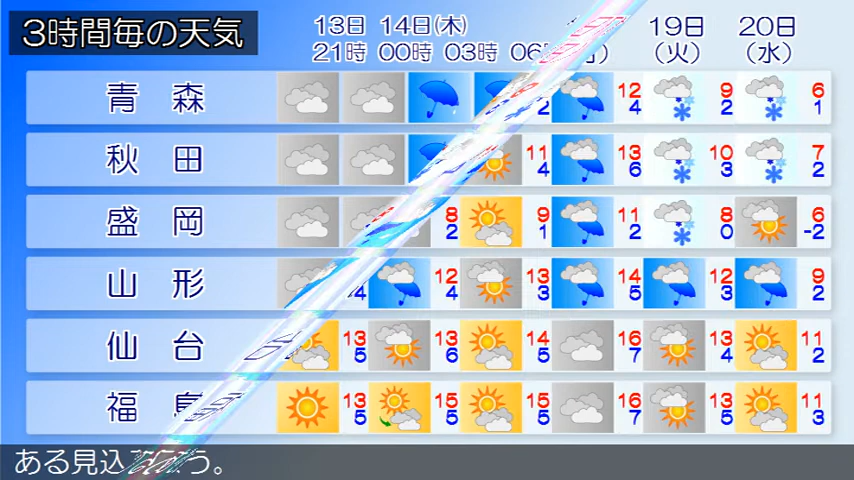 3時間毎の天気
13日 14日(木) 19日 20日
21時 00時 03時 (火) (水)
青森 2 12 4 9 2 6 1
秋田 11 4 13 6 10 3 7 2
盛岡 8 2 9 1 11 2 8 0 6 -2
山形 4 12 4 13 3 14 5 12 3 9 2
仙台 13 5 13 6 14 5 16 7 13 4 11 2
福島 13 5 15 5 15 5 16 7 13 5 11 3
ある見込 う。